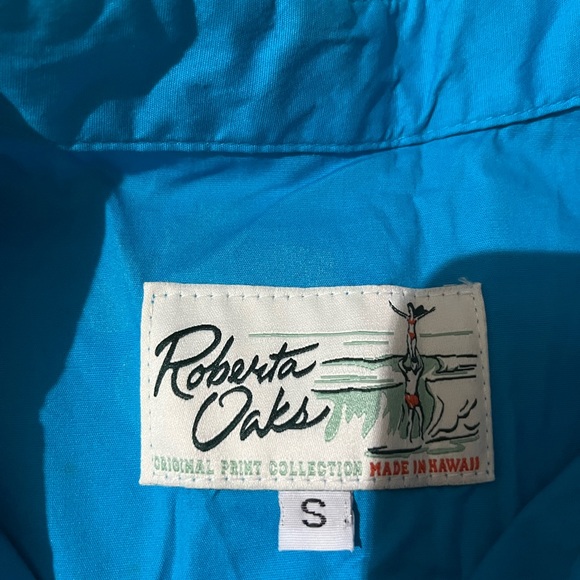 Roberta
Oaks
ORIGINAL PRINT COLLECTION MADE IN HAWAII
S